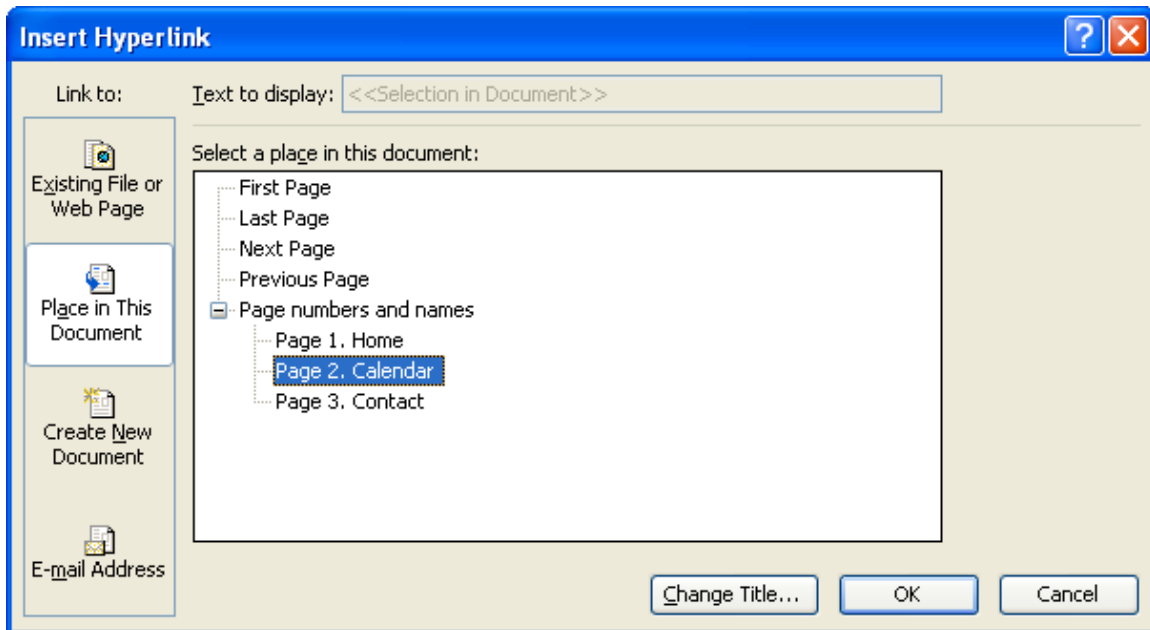 Insert Hyperlink
Link to:
Text to display: <<Selection in Document>>
Select a place in this document:
Existing File or
Web Page
Place in This
Document
Create New
Document
E-mail Address
First Page
Last Page
Next Page
Previous Page
Page numbers and names
Page 1. Home
Page 2. Calendar
Page 3. Contact
Change Title...
OK
Cancel